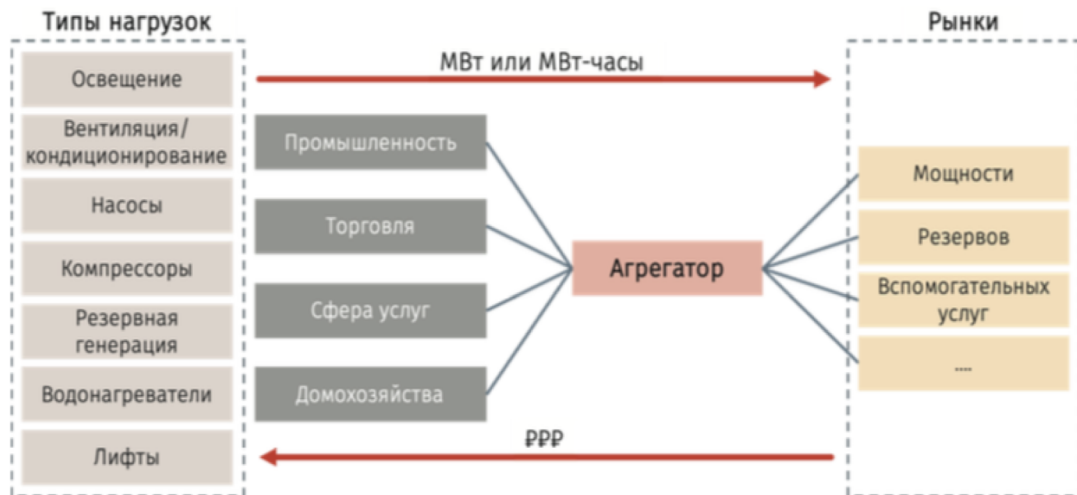 Типы нагрузок
Освещение
Вентиляция/
кондиционирование
Насосы
Компрессоры
Резервная
генерация
Водонагреватели
Лифты
МВт или МВт-часы
Промышленность
Торговля
Сфера услуг
Домохозяйства
Агрегатор
₽₽₽
Рынки
Мощности
Резервов
Вспомогательных
услуг
....